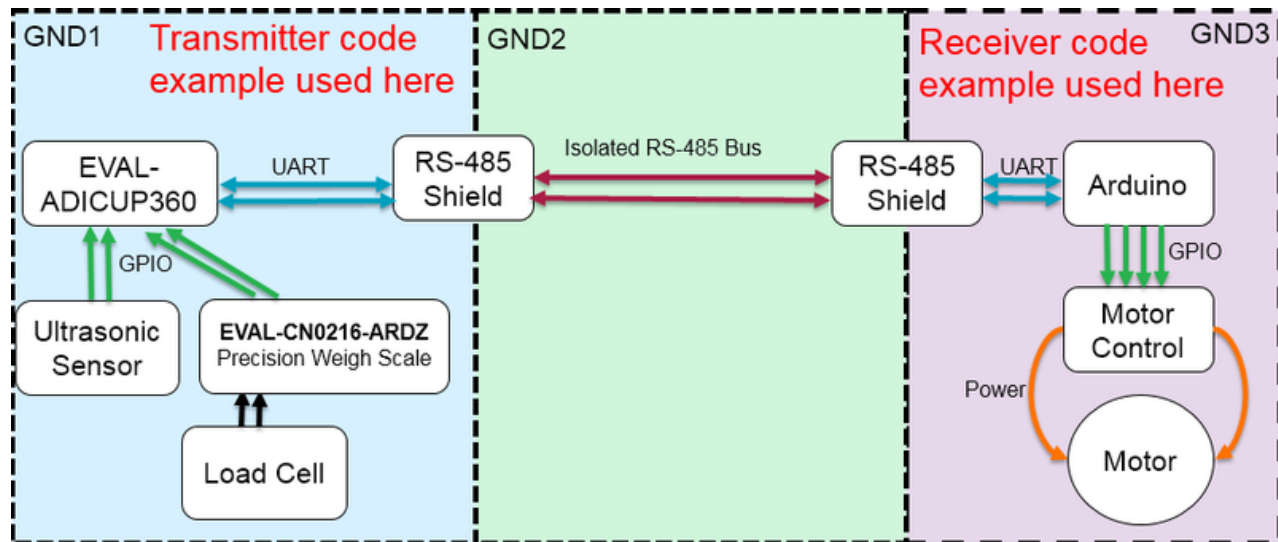 GND1
Transmitter code
example used here
GND2
Receiver code
example used here
GND3
EVAL-
ADICUP360
UART
RS-485
Shield
Isolated RS-485 Bus
RS-485
Shield
UART
Arduino
GPIO
GPIO
Ultrasonic
Sensor
EVAL-CN0216-ARDZ
Precision Weigh Scale
Motor
Control
Power
Load Cell
Motor